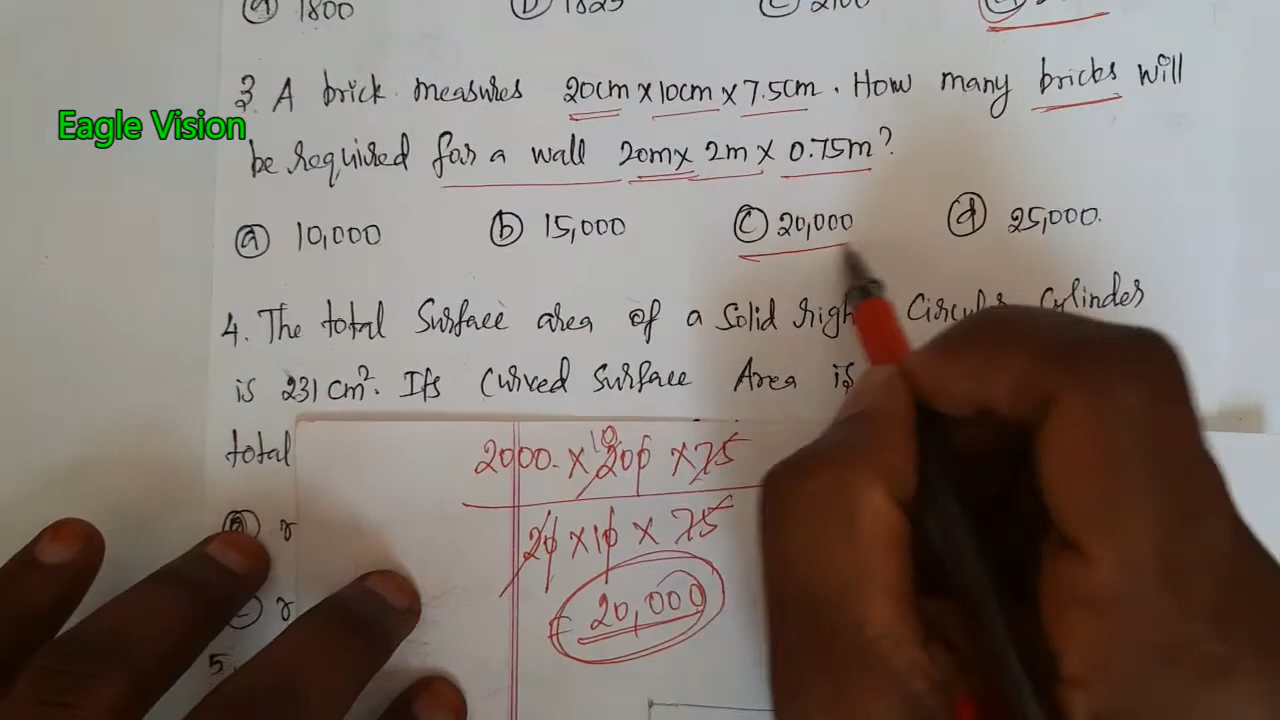 ⓐ 1800 ⓑ 1825 ⓒ
3. A brick measures 20cm x 10cm x 7.5cm. How many bricks will
Eagle Vision
be required for a wall 20m x 2m x 0.75m?
ⓐ 10,000 ⓑ 15,000 ⓒ 20,000 ⓓ 25,000.
4. The total Surface area of a Solid righ Circul Cylinder
is 231 cm². Its Curved Surface Area is
total
2000 x 200 x 75
10
20 x 10 x 75
= 20,000
ⓐ r
ⓒ r
5.